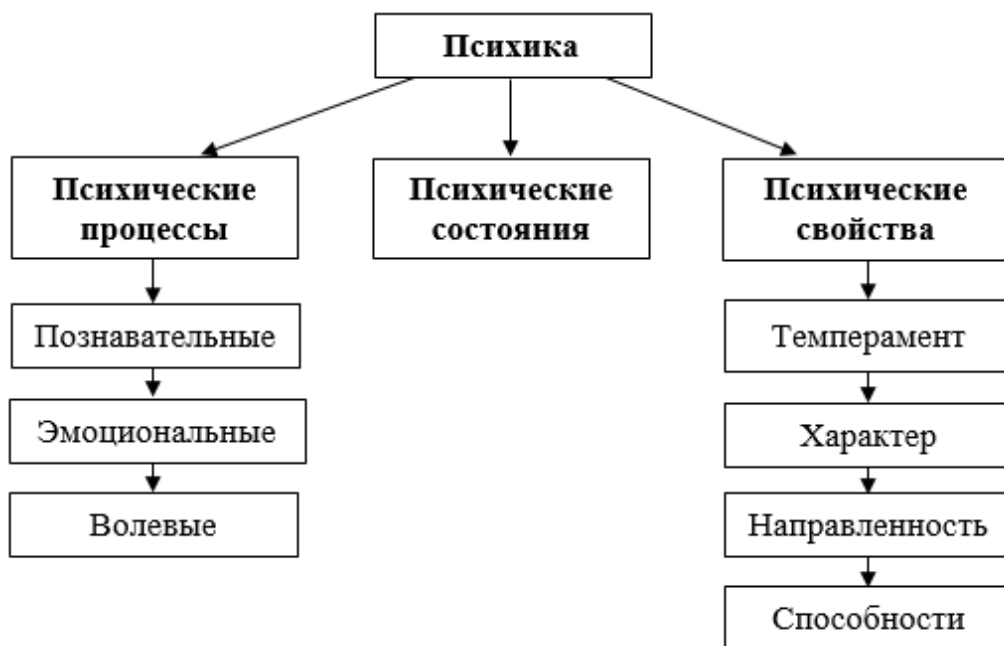 Психика
Психические
процессы
Психические
состояния
Психические
свойства
Познавательные
Эмоциональные
Волевые
Темперамент
Характер
Направленность
Способности